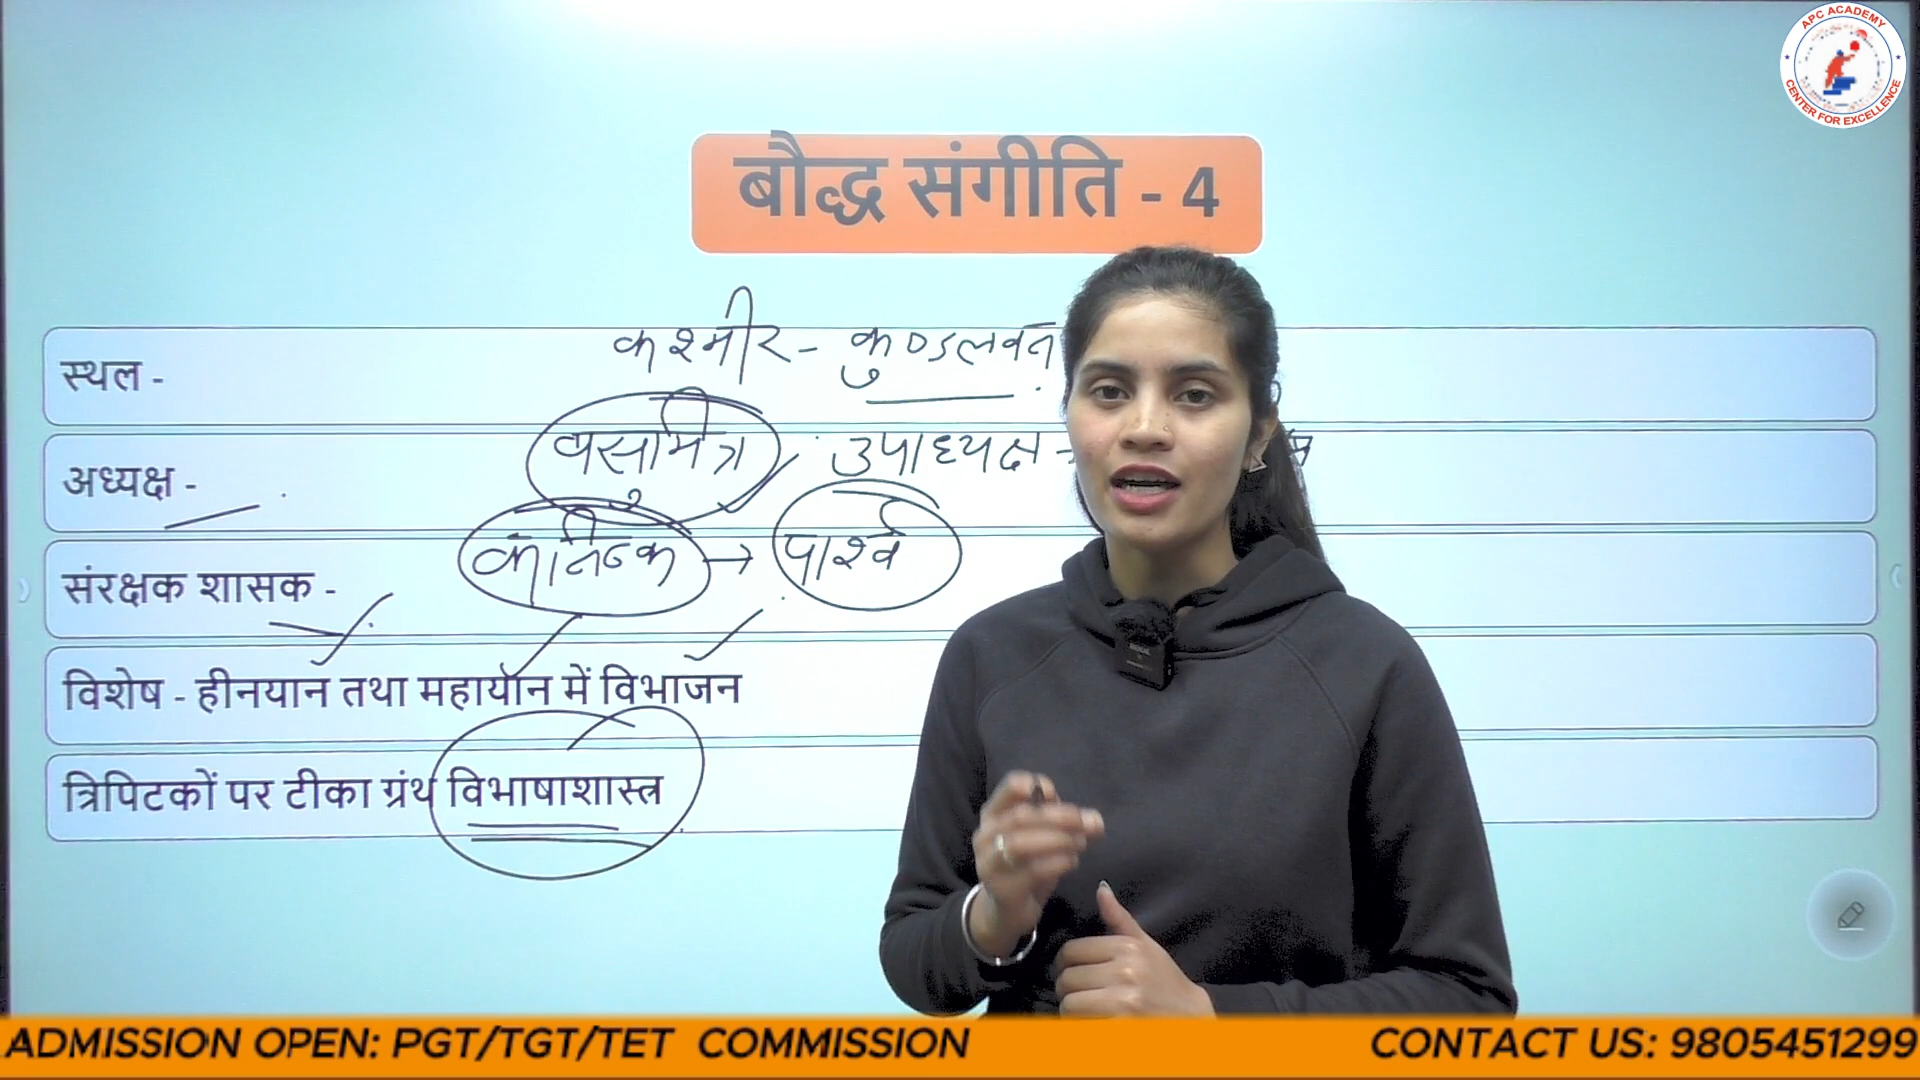 APC ACADEMY
CENTER FOR EXCELLENCE
बौद्ध संगीति - 4
कश्मीर - कुण्डलवन
स्थल -
वसुमित्र उपाध्यक्ष -
अध्यक्ष -
कनिष्क → पार्श्व
संरक्षक शासक -
विशेष - हीनयान तथा महायान में विभाजन
त्रिपिटकों पर टीका ग्रंथ विभाषाशास्त्र
ADMISSION OPEN: PGT/TGT/TET COMMISSION
CONTACT US: 9805451299